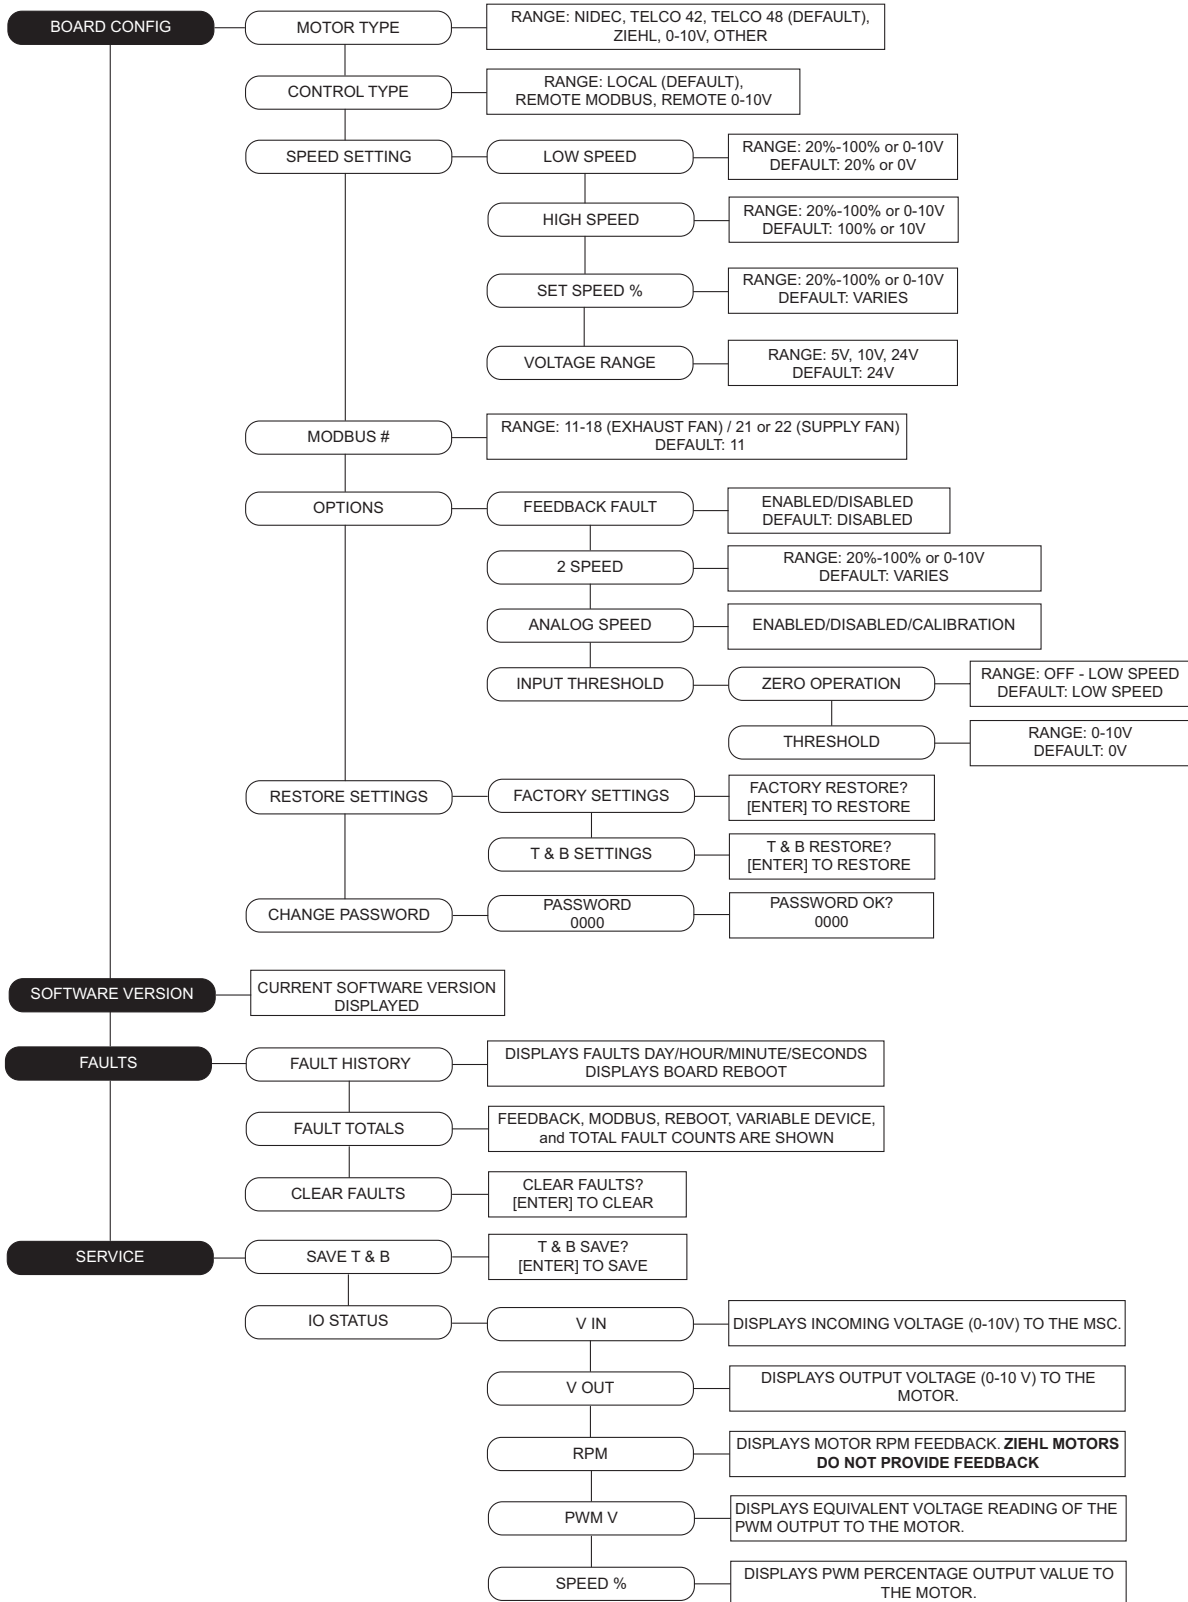 BOARD CONFIG
MOTOR TYPE
RANGE: NIDEC, TELCO 42, TELCO 48 (DEFAULT),
ZIEHL, 0-10V, OTHER
CONTROL TYPE
RANGE: LOCAL (DEFAULT),
REMOTE MODBUS, REMOTE 0-10V
SPEED SETTING
LOW SPEED
RANGE: 20%-100% or 0-10V
DEFAULT: 20% or 0V
HIGH SPEED
RANGE: 20%-100% or 0-10V
DEFAULT: 100% or 10V
SET SPEED %
RANGE: 20%-100% or 0-10V
DEFAULT: VARIES
VOLTAGE RANGE
RANGE: 5V, 10V, 24V
DEFAULT: 24V
MODBUS #
RANGE: 11-18 (EXHAUST FAN) / 21 or 22 (SUPPLY FAN)
DEFAULT: 11
OPTIONS
FEEDBACK FAULT
ENABLED/DISABLED
DEFAULT: DISABLED
2 SPEED
RANGE: 20%-100% or 0-10V
DEFAULT: VARIES
ANALOG SPEED
ENABLED/DISABLED/CALIBRATION
INPUT THRESHOLD
ZERO OPERATION
RANGE: OFF - LOW SPEED
DEFAULT: LOW SPEED
THRESHOLD
RANGE: 0-10V
DEFAULT: 0V
RESTORE SETTINGS
FACTORY SETTINGS
FACTORY RESTORE?
[ENTER] TO RESTORE
T & B SETTINGS
T & B RESTORE?
[ENTER] TO RESTORE
CHANGE PASSWORD
PASSWORD
0000
PASSWORD OK?
0000
SOFTWARE VERSION
CURRENT SOFTWARE VERSION
DISPLAYED
FAULTS
FAULT HISTORY
DISPLAYS FAULTS DAY/HOUR/MINUTE/SECONDS
DISPLAYS BOARD REBOOT
FAULT TOTALS
FEEDBACK, MODBUS, REBOOT, VARIABLE DEVICE,
and TOTAL FAULT COUNTS ARE SHOWN
CLEAR FAULTS
CLEAR FAULTS?
[ENTER] TO CLEAR
SERVICE
SAVE T & B
T & B SAVE?
[ENTER] TO SAVE
IO STATUS
V IN
DISPLAYS INCOMING VOLTAGE (0-10V) TO THE MSC.
V OUT
DISPLAYS OUTPUT VOLTAGE (0-10 V) TO THE
MOTOR.
RPM
DISPLAYS MOTOR RPM FEEDBACK. ZIEHL MOTORS
DO NOT PROVIDE FEEDBACK
PWM V
DISPLAYS EQUIVALENT VOLTAGE READING OF THE
PWM OUTPUT TO THE MOTOR.
SPEED %
DISPLAYS PWM PERCENTAGE OUTPUT VALUE TO
THE MOTOR.